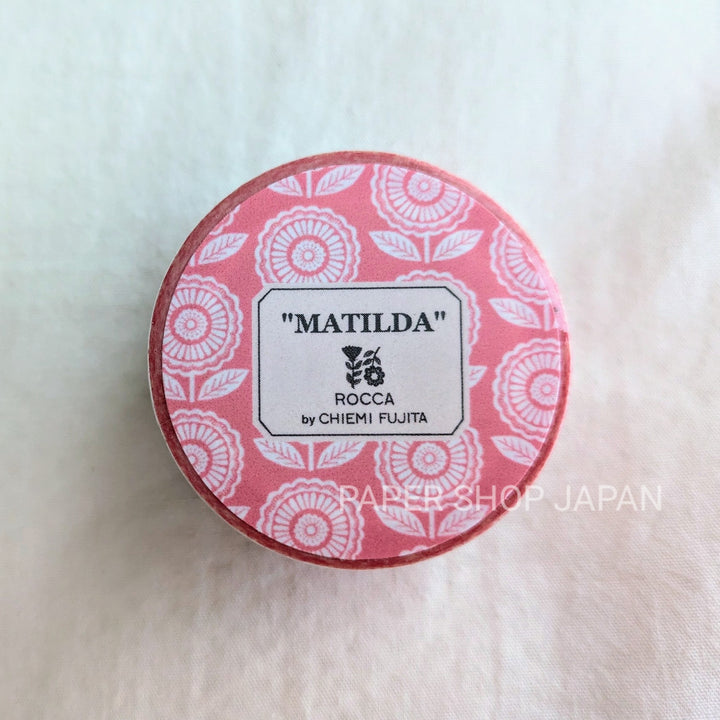 "MATILDA"
ROCCA
by CHIEMI FUJITA
PAPER SHOP JAPAN